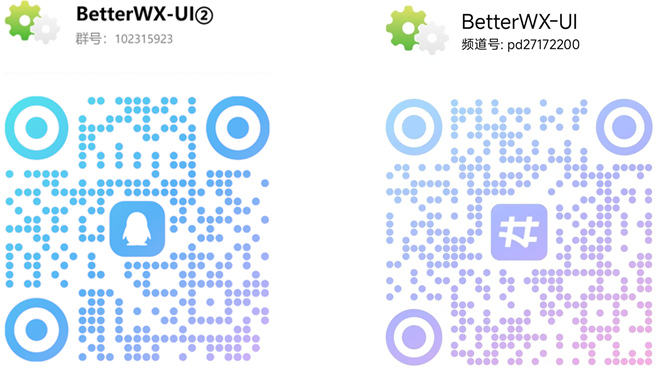 BetterWX-UI②
群号：102315923
BetterWX-UI
频道号: pd27172200